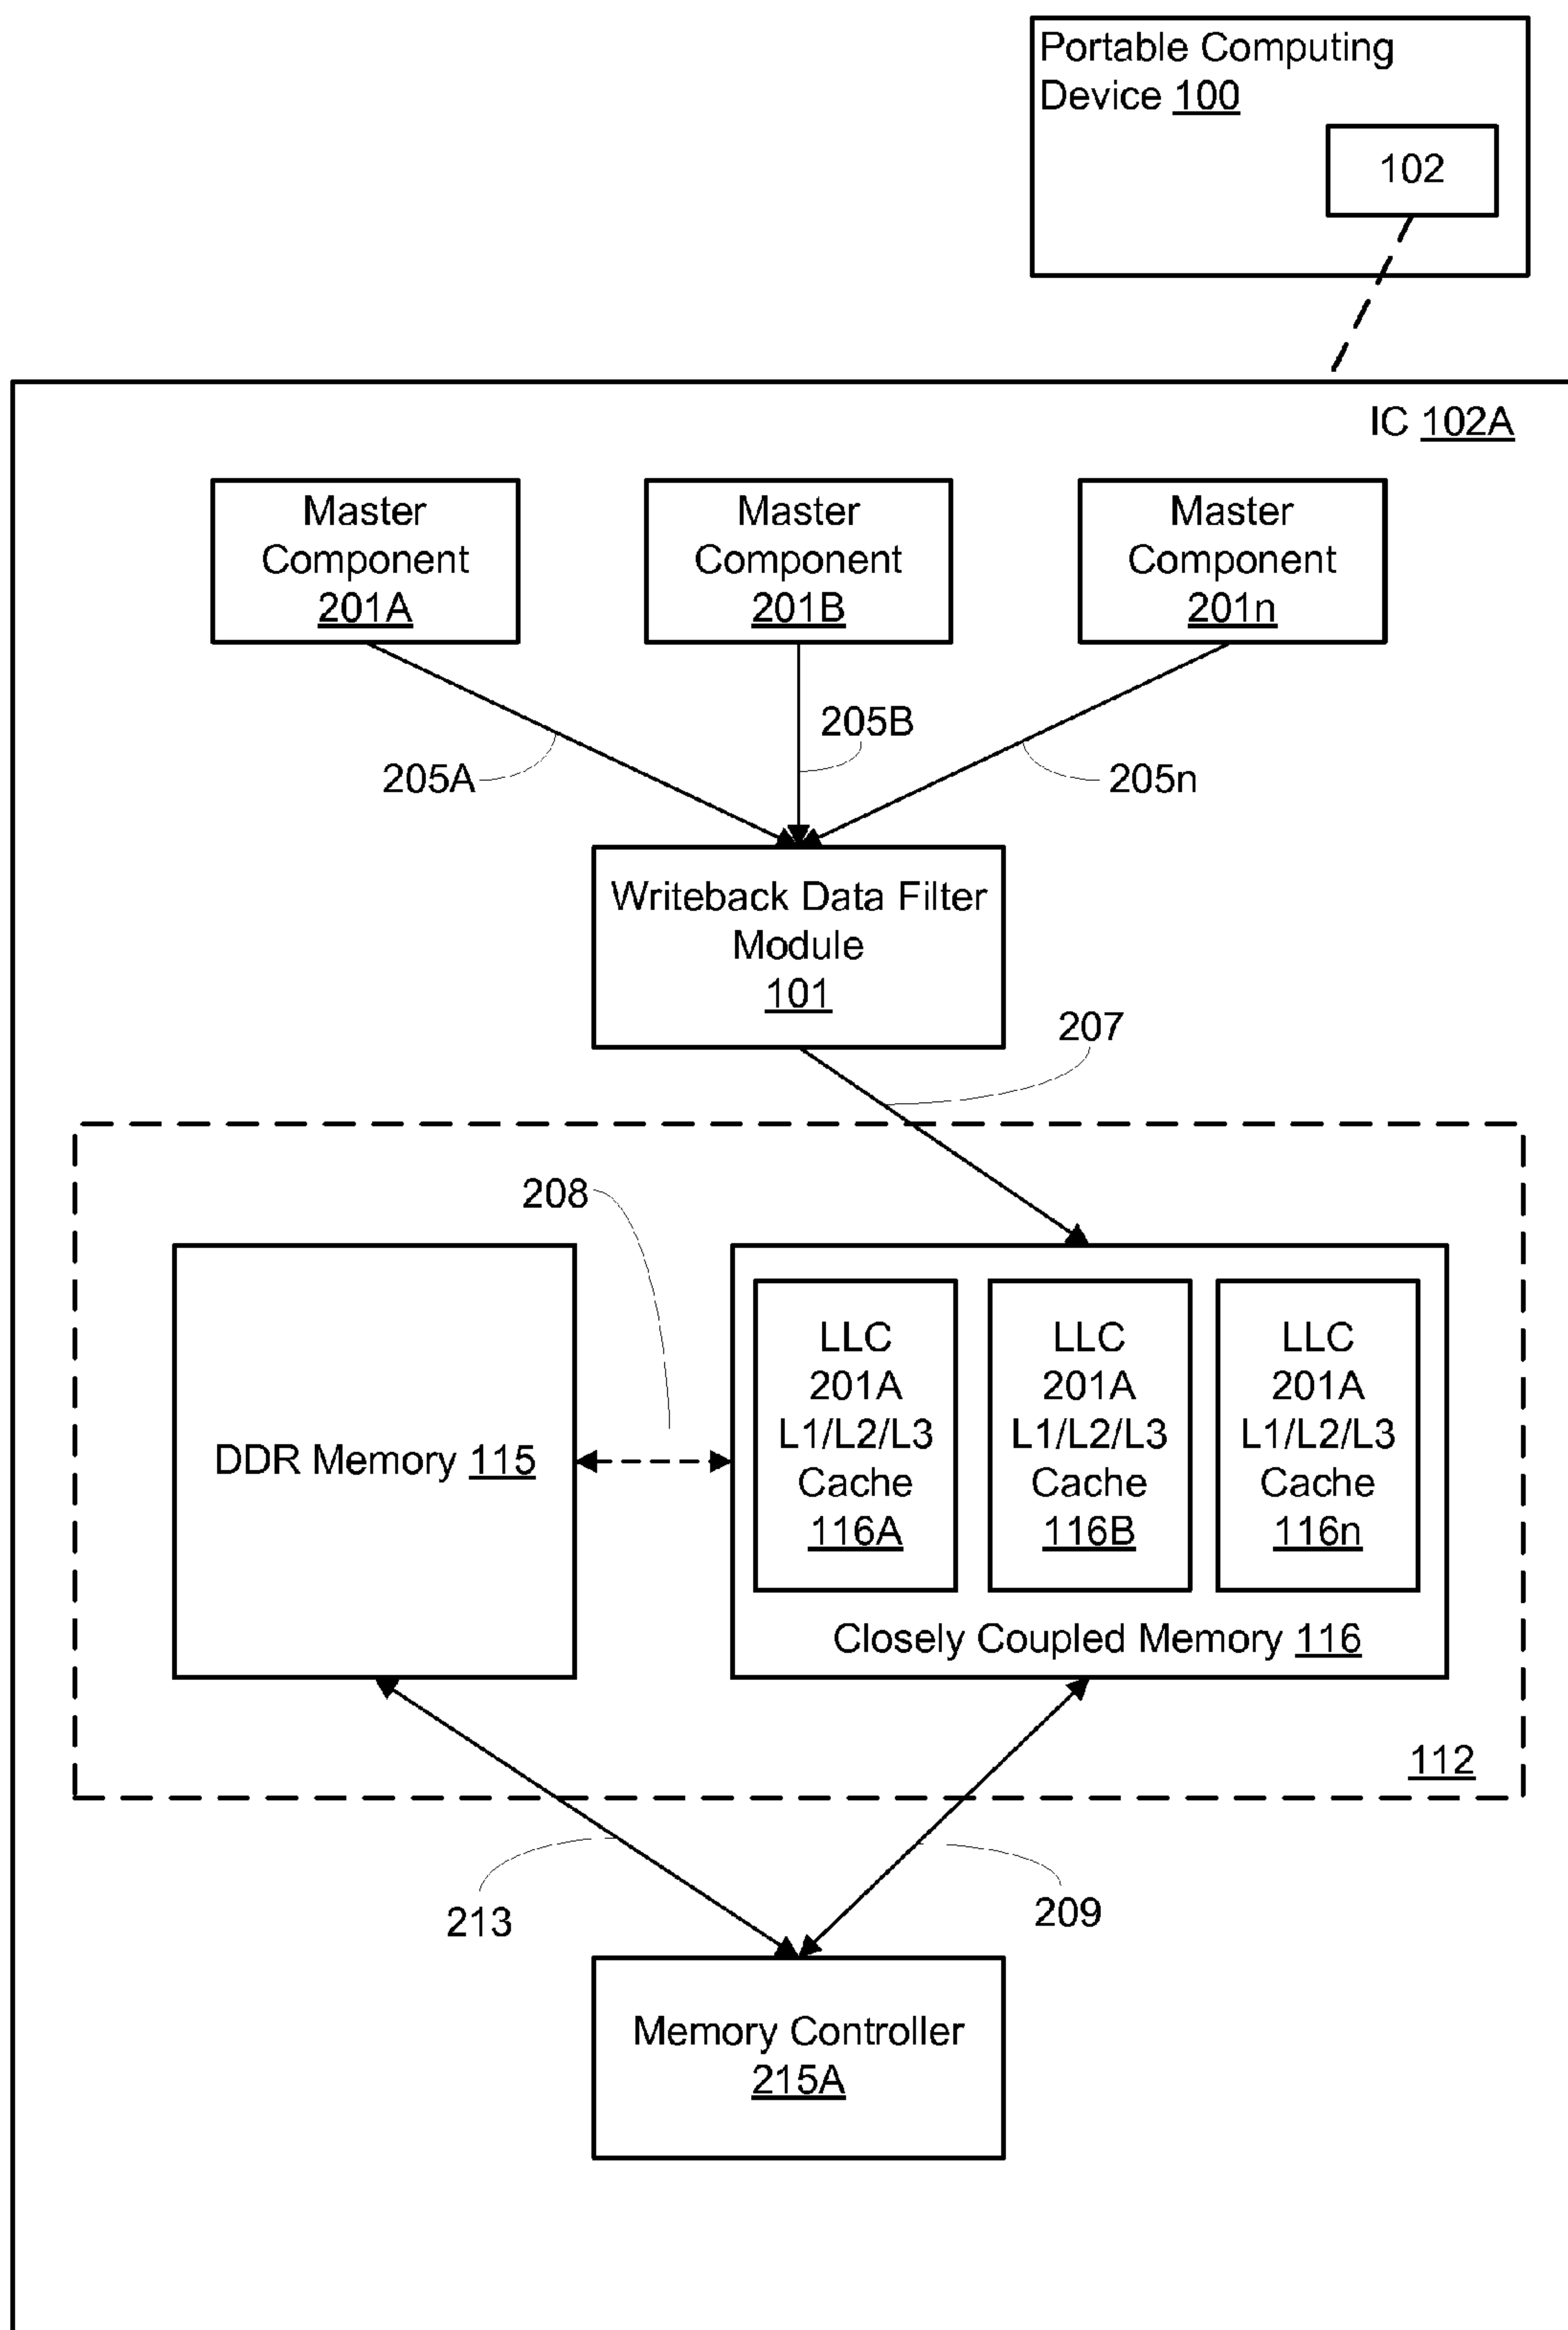 Portable Computing
Device 100
102
IC 102A
Master
Component
201A
Master
Component
201B
Master
Component
201n
205A
205B
205n
Writeback Data Filter
Module
101
207
208
DDR Memory 115
LLC
201A
L1/L2/L3
Cache
116A
LLC
201A
L1/L2/L3
Cache
116B
LLC
201A
L1/L2/L3
Cache
116n
Closely Coupled Memory 116
112
213
209
Memory Controller
215A